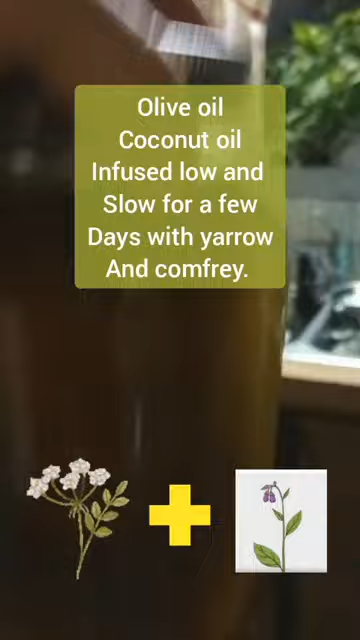 Olive oil
Coconut oil
Infused low and
Slow for a few
Days with yarrow
And comfrey.